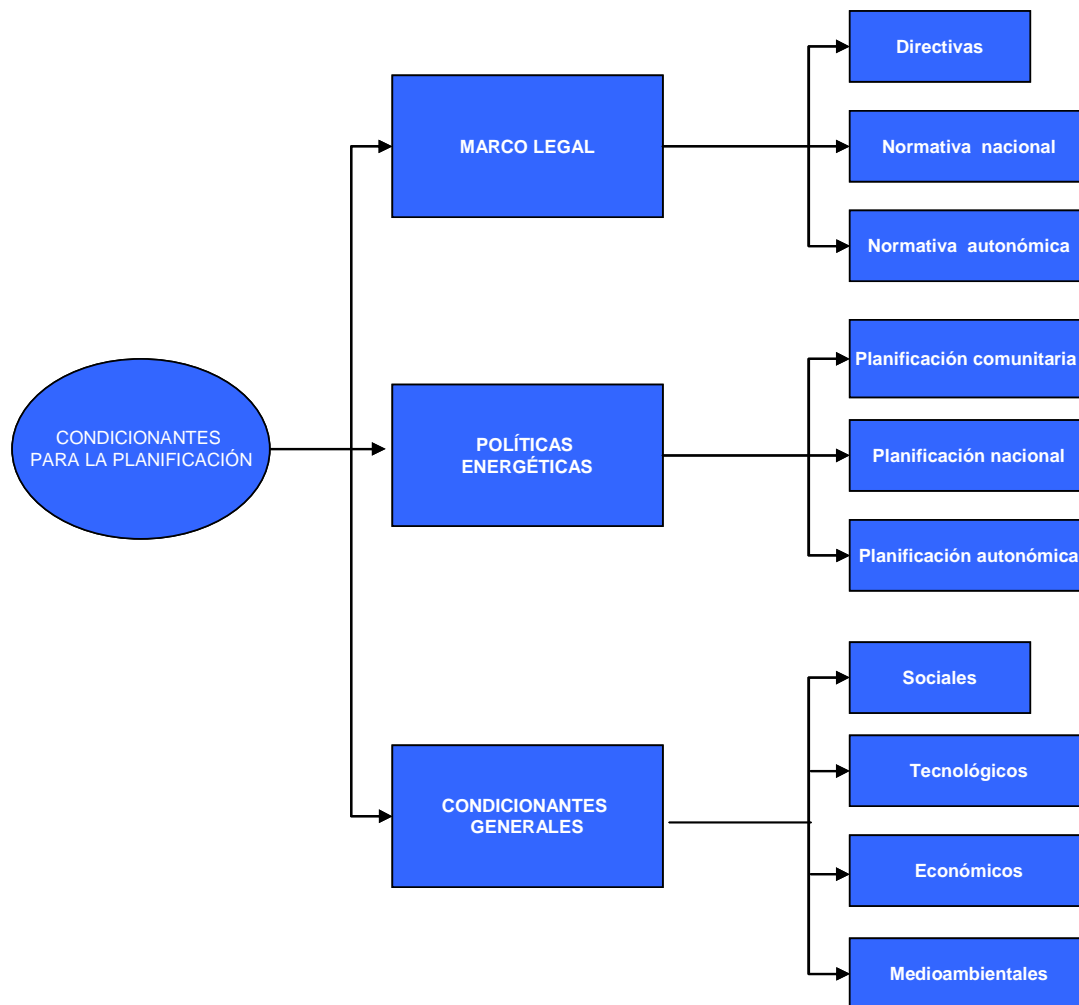 CONDICIONANTES
PARA LA PLANIFICACIÓN
MARCO LEGAL
Directivas
Normativa nacional
Normativa autonómica
POLÍTICAS
ENERGÉTICAS
Planificación comunitaria
Planificación nacional
Planificación autonómica
CONDICIONANTES
GENERALES
Sociales
Tecnológicos
Económicos
Medioambientales